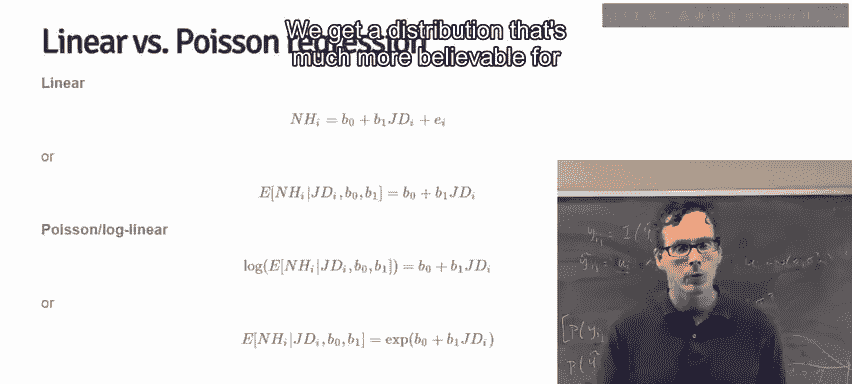 Linear vs. Poisson regression
We get a distribution that's
much more believable for
Linear
NH_i = b_0 + b_1 JD_i + e_i
or
E[NH_i|JD_i, b_0, b_1] = b_0 + b_1 JD_i
Poisson/log-linear
log(E[NH_i|JD_i, b_0, b_1]) = b_0 + b_1 JD_i
or
E[NH_i|JD_i, b_0, b_1] = exp(b_0 + b_1 JD_i)